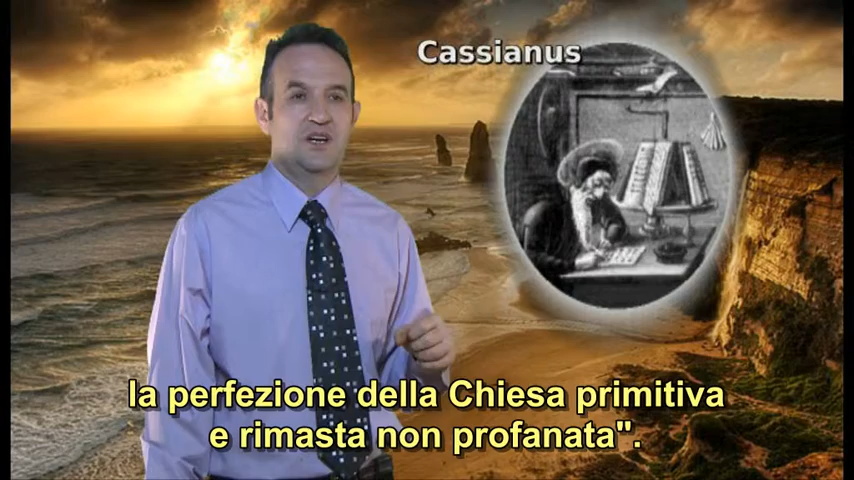 Cassianus
la perfezione della Chiesa primitiva
e rimasta non profanata".